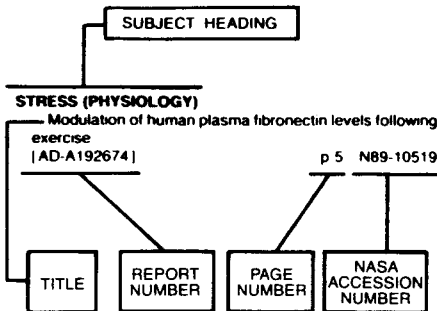 SUBJECT HEADING
STRESS (PHYSIOLOGY)
Modulation of human plasma fibronectin levels following
exercise
[AD-A192674] p 5 N89-10519
TITLE
REPORT
NUMBER
PAGE
NUMBER
NASA
ACCESSION
NUMBER